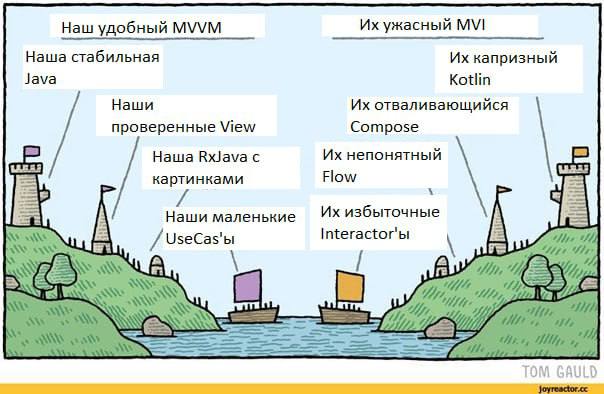 Наш удобный MVVM
Наша стабильная
Java
Наши
проверенные View
Наша RxJava с
картинками
Наши маленькие
UseCas'ы
Их ужасный MVI
Их капризный
Kotlin
Их отваливающийся
Compose
Их непонятный
Flow
Их избыточные
Interactor'ы
TOM GAULD
joyreactor.cc